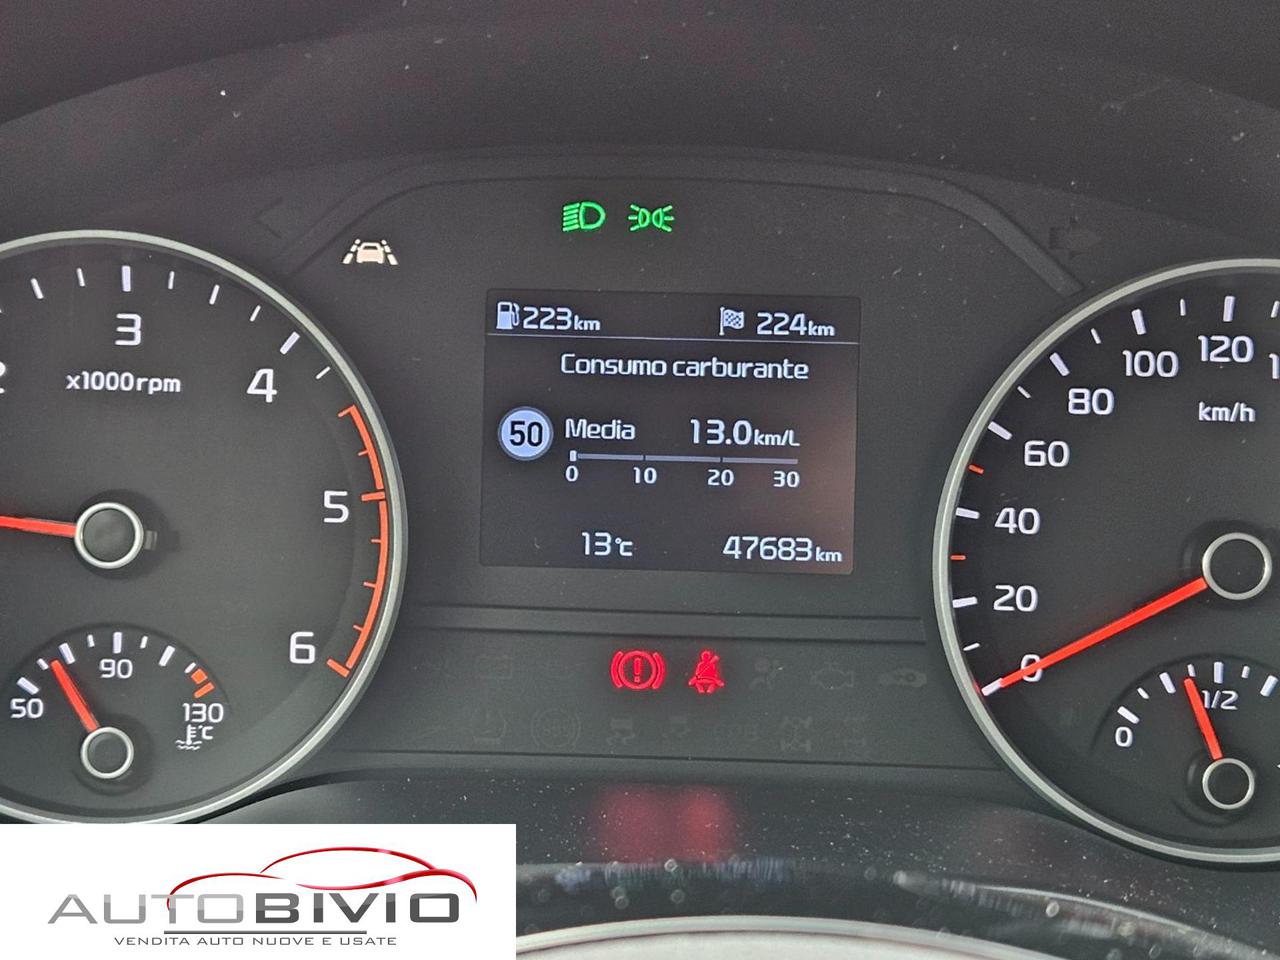 223km 224km
Consumo carburante
50 Media 13.0km/L
0 10 20 30
13°C 47683km
2 3 4 5 6
x1000rpm
50 90 130
°C
0 20 40 60 80 100 120
km/h
0 1/2
AUTOBIVIO
VENDITA AUTO NUOVE E USATE